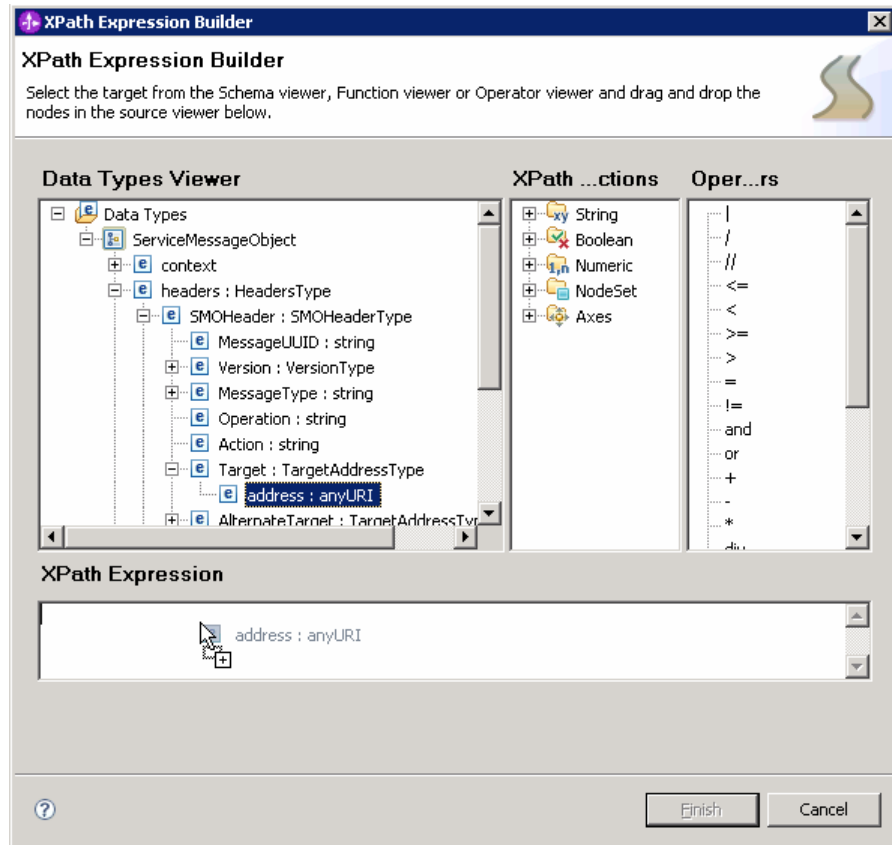 XPath Expression Builder
XPath Expression Builder
Select the target from the Schema viewer, Function viewer or Operator viewer and drag and drop the
nodes in the source viewer below.
Data Types Viewer
Data Types
ServiceMessageObject
context
headers : HeadersType
SMOHeader : SMOHeaderType
MessageUUID : string
Version : VersionType
MessageType : string
Operation : string
Action : string
Target : TargetAddressType
address : anyURI
AlternateTarget : TargetAddressTyp
XPath ...ctions
String
Boolean
Numeric
NodeSet
Axes
Oper...rs
|
/
//
<=
<
>=
>
=
!=
and
or
+
-
*
div
XPath Expression
address : anyURI
Finish
Cancel